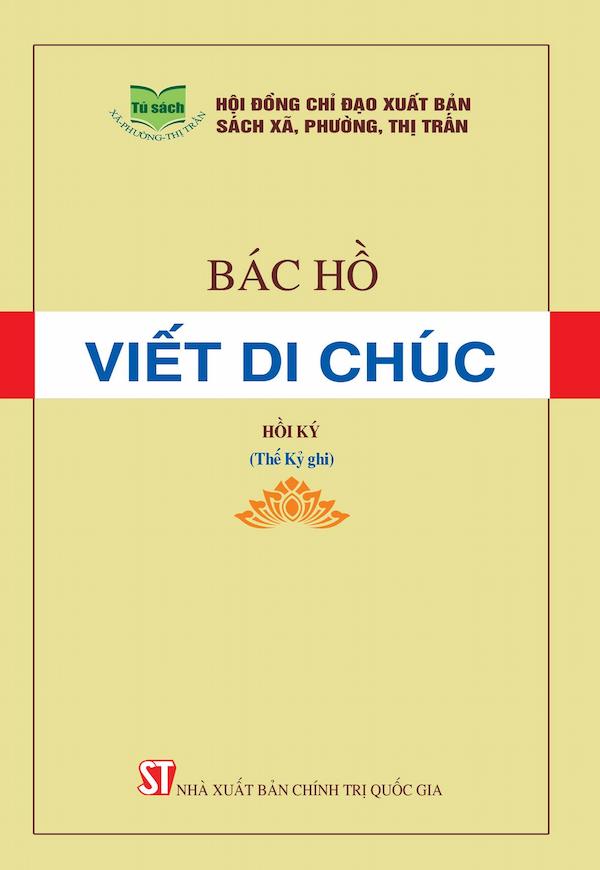 Tủ sách
XÃ-PHƯỜNG-THỊ TRẤN
HỘI ĐỒNG CHỈ ĐẠO XUẤT BẢN
SÁCH XÃ, PHƯỜNG, THỊ TRẤN
BÁC HỒ
VIẾT DI CHÚC
HỒI KÝ
(Thế Kỷ ghi)
ST NHÀ XUẤT BẢN CHÍNH TRỊ QUỐC GIA